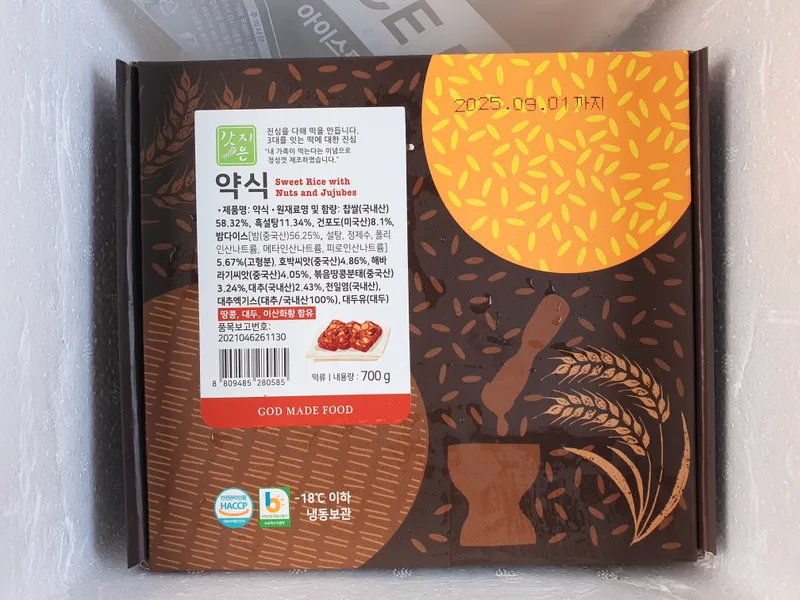 아이스
CE
2025.09.01까지
갓지은
진심을 다해 떡을 만듭니다.
3대를 잇는 떡에 대한 진심
"내 가족이 먹는다는 이념으로
정성껏 제조하였습니다."
약식 Sweet Rice with
Nuts and Jujubes
•제품명: 약식 •원재료명 및 함량: 찹쌀(국내산)
58.32%, 흑설탕11.34%, 건포도(미국산)8.1%,
밤다이스[밤(중국산)56.25%, 설탕, 정제수, 폴리
인산나트륨, 메타인산나트륨, 피로인산나트륨]
5.67%(고형분), 호박씨앗(중국산)4.86%, 해바
라기씨앗(중국산)4.05%, 볶음땅콩분태(중국산)
3.24%,대추(국내산)2.43%, 천일염(국내산),
대추엑기스(대추/국내산100%), 대두유(대두)
땅콩, 대두, 이산화황 함유
품목보고번호:
2021046261130
8 809485 280585
떡류 | 내용량 : 700 g
GOD MADE FOOD
HACCP
-18℃ 이하
냉동보관